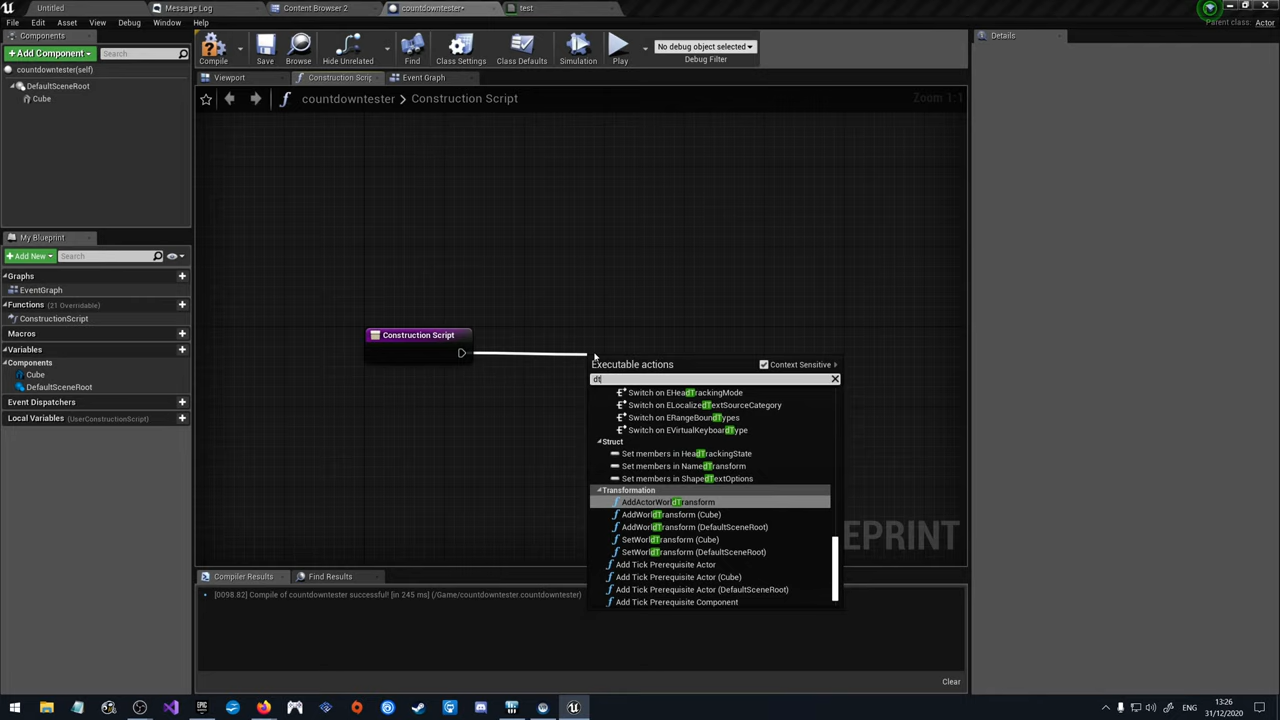 Untitled
Message Log
Content Browser 2
countdowntester*
test
File Edit Asset View Debug Window Help
Parent class: Actor
Components
+Add Component
Search
countdowntester(self)
DefaultSceneRoot
Cube
Compile
Save
Browse
Hide Unrelated
Find
Class Settings
Class Defaults
Simulation
Play
No debug object selected
Debug Filter
Details
Viewport
Construction Scrip
Event Graph
countdowntester > Construction Script
Zoom 1:1
My Blueprint
+Add New
Search
Graphs
EventGraph
Functions (21 Overridable)
ConstructionScript
Macros
Variables
Components
Cube
DefaultSceneRoot
Event Dispatchers
Local Variables (UserConstructionScript)
Construction Script
Executable actions
Context Sensitive
dt
Switch on EHeadTrackingMode
Switch on ELocalizedTextSourceCategory
Switch on ERangeBoundTypes
Switch on EVirtualKeyboardType
Struct
Set members in HeadTrackingState
Set members in NamedTransform
Set members in ShapedTextOptions
Transformation
AddActorWorldTransform
AddWorldTransform (Cube)
AddWorldTransform (DefaultSceneRoot)
SetWorldTransform (Cube)
SetWorldTransform (DefaultSceneRoot)
Add Tick Prerequisite Actor
Add Tick Prerequisite Actor (Cube)
Add Tick Prerequisite Actor (DefaultSceneRoot)
Add Tick Prerequisite Component
EPRINT
Compiler Results
Find Results
[0098.82] Compile of countdowntester successful! [in 245 ms] (/Game/countdowntester.countdowntester)
Clear
ENG
13:26
31/12/2020